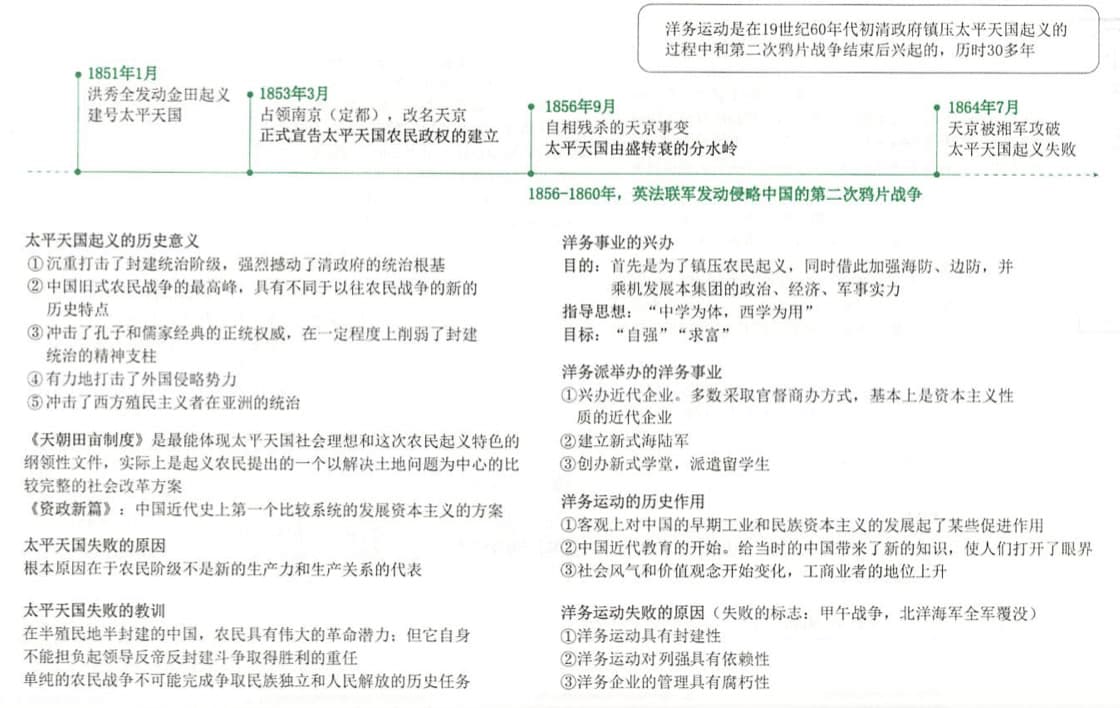 洋务运动是在19世纪60年代初清政府镇压太平天国起义的
过程中和第二次鸦片战争结束后兴起的，历时30多年
1851年1月
洪秀全发动金田起义
建号太平天国
1853年3月
占领南京（定都），改名天京
正式宣告太平天国农民政权的建立
1856年9月
自相残杀的天京事变
太平天国由盛转衰的分水岭
1864年7月
天京被湘军攻破
太平天国起义失败
1856-1860年，英法联军发动侵略中国的第二次鸦片战争
太平天国起义的历史意义
①沉重打击了封建统治阶级，强烈撼动了清政府的统治根基
②中国旧式农民战争的最高峰，具有不同于以往农民战争的新的
历史特点
③冲击了孔子和儒家经典的正统权威，在一定程度上削弱了封建
统治的精神支柱
④有力地打击了外国侵略势力
⑤冲击了西方殖民主义者在亚洲的统治
《天朝田亩制度》是最能体现太平天国社会理想和这次农民起义特色的
纲领性文件，实际上是起义农民提出的一个以解决土地问题为中心的比
较完整的社会改革方案
《资政新篇》：中国近代史上第一个比较系统的发展资本主义的方案
太平天国失败的原因
根本原因在于农民阶级不是新的生产力和生产关系的代表
太平天国失败的教训
在半殖民地半封建的中国，农民具有伟大的革命潜力；但它自身
不能担负起领导反帝反封建斗争取得胜利的重任
单纯的农民战争不可能完成争取民族独立和人民解放的历史任务
洋务事业的兴办
目的：首先是为了镇压农民起义，同时借此加强海防、边防，并
乘机发展本集团的政治、经济、军事实力
指导思想：“中学为体，西学为用”
目标：“自强”“求富”
洋务派举办的洋务事业
①兴办近代企业。多数采取官督商办方式，基本上是资本主义性
质的近代企业
②建立新式海陆军
③创办新式学堂，派遣留学生
洋务运动的历史作用
①客观上对中国的早期工业和民族资本主义的发展起了某些促进作用
②中国近代教育的开始。给当时的中国带来了新的知识，使人们打开了眼界
③社会风气和价值观念开始变化，工商业者的地位上升
洋务运动失败的原因（失败的标志：甲午战争，北洋海军全军覆没）
①洋务运动具有封建性
②洋务运动对列强具有依赖性
③洋务企业的管理具有腐朽性